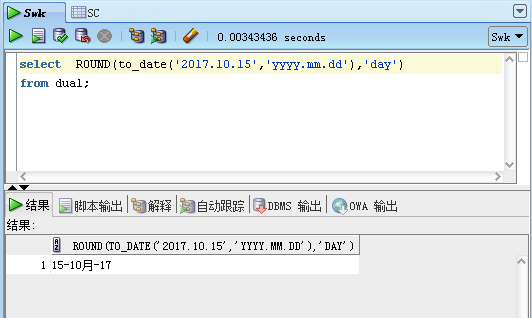 Swk
SC
0.00343436 seconds
Swk
select  ROUND(to_date('2017.10.15','yyyy.mm.dd'),'day')
from dual;
结果
脚本输出
解释
自动跟踪
DBMS 输出
OWA 输出
结果:
ROUND(TO_DATE('2017.10.15','YYYY.MM.DD'),'DAY')
1 15-10月-17